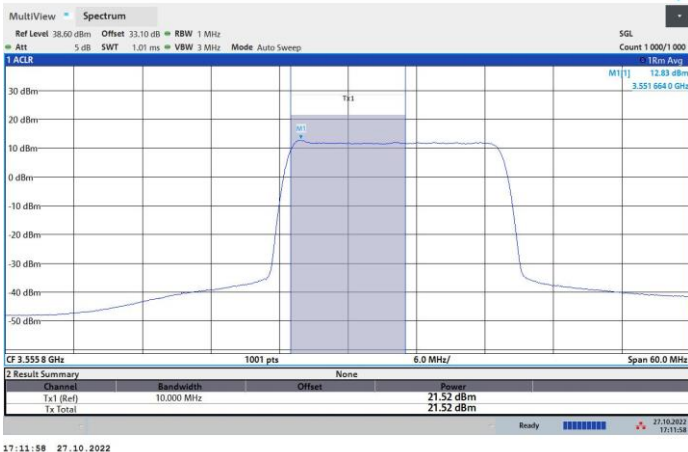 MultiView Spectrum
Ref Level 38.60 dBm Offset 33.10 dB RBW 1 MHz SGL
Att 5 dB SWT 1.01 ms VBW 3 MHz Mode Auto Sweep Count 1 000/1 000
1 ACLR 1Rm Avg
M1[1] 12.83 dBm
3.551 664 0 GHz
30 dBm
Tx1
20 dBm
M1
10 dBm
0 dBm
-10 dBm
-20 dBm
-30 dBm
-40 dBm
-50 dBm
CF 3.555 8 GHz 1001 pts 6.0 MHz/ Span 60.0 MHz
2 Result Summary None
Channel Bandwidth Offset Power
Tx1 (Ref) 10.000 MHz 21.52 dBm
Tx Total 21.52 dBm
Ready 27.10.2022
17:11:58
17:11:58 27.10.2022